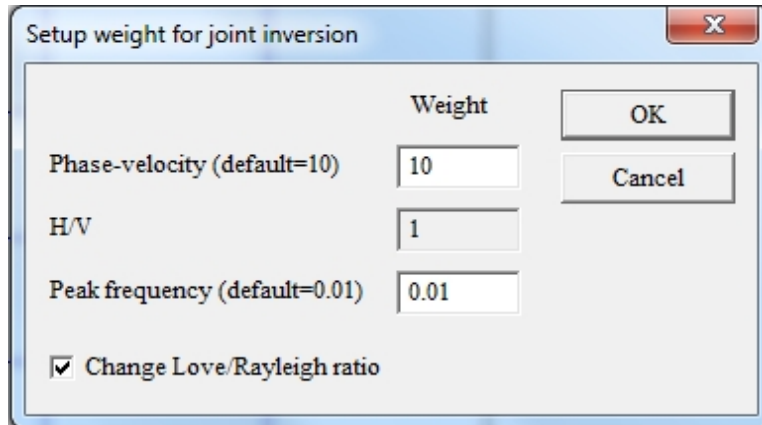 Setup weight for joint inversion
X
Weight
OK
Phase-velocity (default=10)
10
Cancel
H/V
1
Peak frequency (default=0.01)
0.01
Change Love/Rayleigh ratio